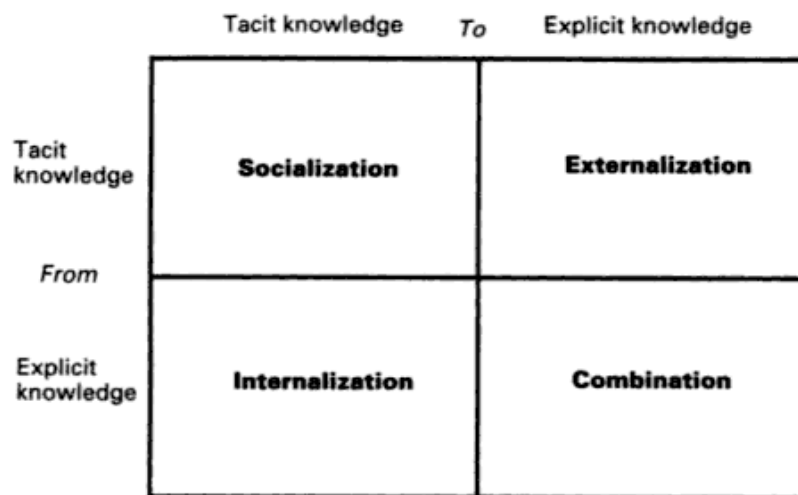 Tacit knowledge To Explicit knowledge
Tacit
knowledge
Socialization Externalization
From
Explicit
knowledge
Internalization Combination